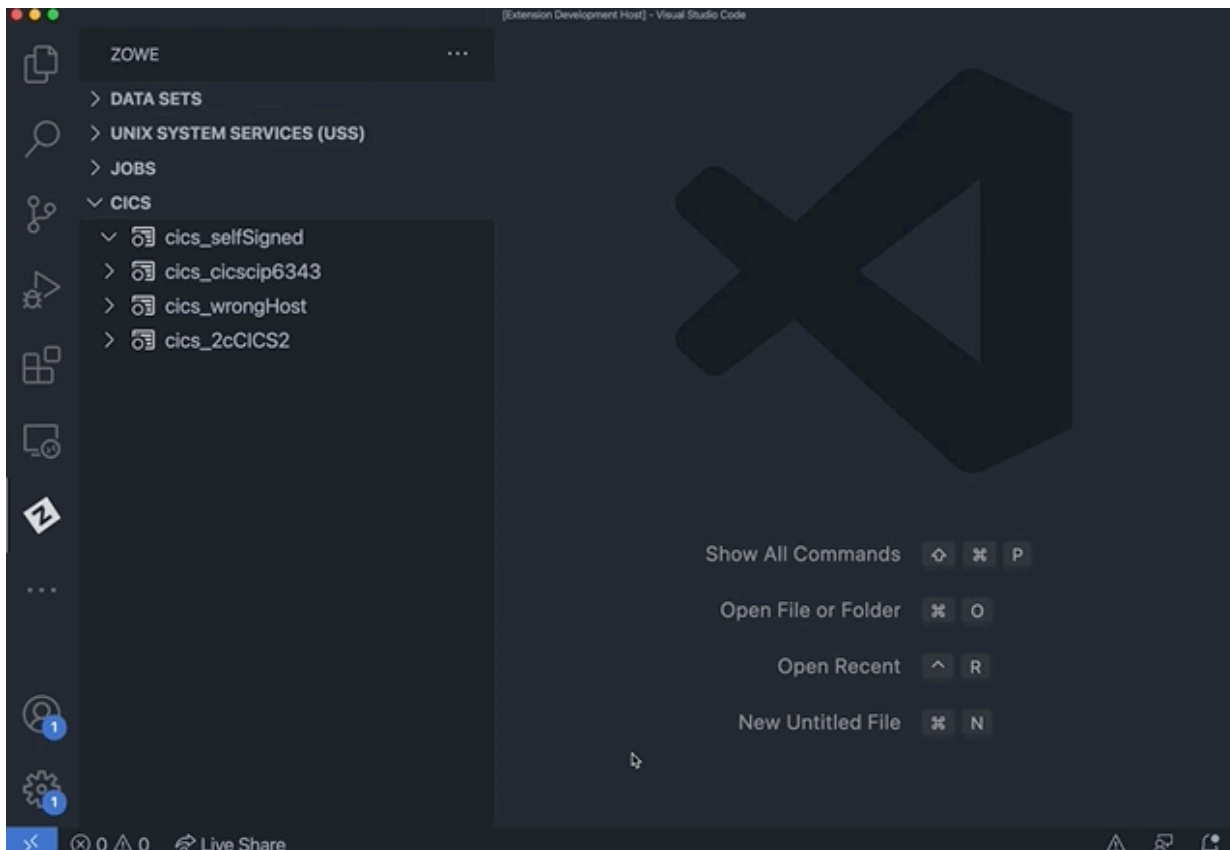 [Extension Development Host] - Visual Studio Code
ZOWE
DATA SETS
UNIX SYSTEM SERVICES (USS)
JOBS
CICS
cics_selfSigned
cics_cicscip6343
cics_wrongHost
cics_2cCICS2
Show All Commands ⇧ ⌘ P
Open File or Folder ⌘ O
Open Recent ^ R
New Untitled File ⌘ N
1
1
0 0 Live Share